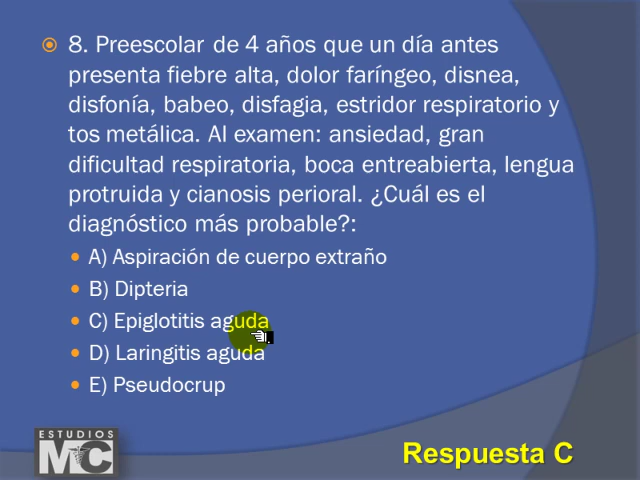 8. Preescolar de 4 años que un día antes
presenta fiebre alta, dolor faríngeo, disnea,
disfonía, babeo, disfagia, estridor respiratorio y
tos metálica. Al examen: ansiedad, gran
dificultad respiratoria, boca entreabierta, lengua
protruida y cianosis perioral. ¿Cuál es el
diagnóstico más probable?:
A) Aspiración de cuerpo extraño
B) Dipteria
C) Epiglotitis aguda
D) Laringitis aguda
E) Pseudocrup
ESTUDIOS
MC
Respuesta C